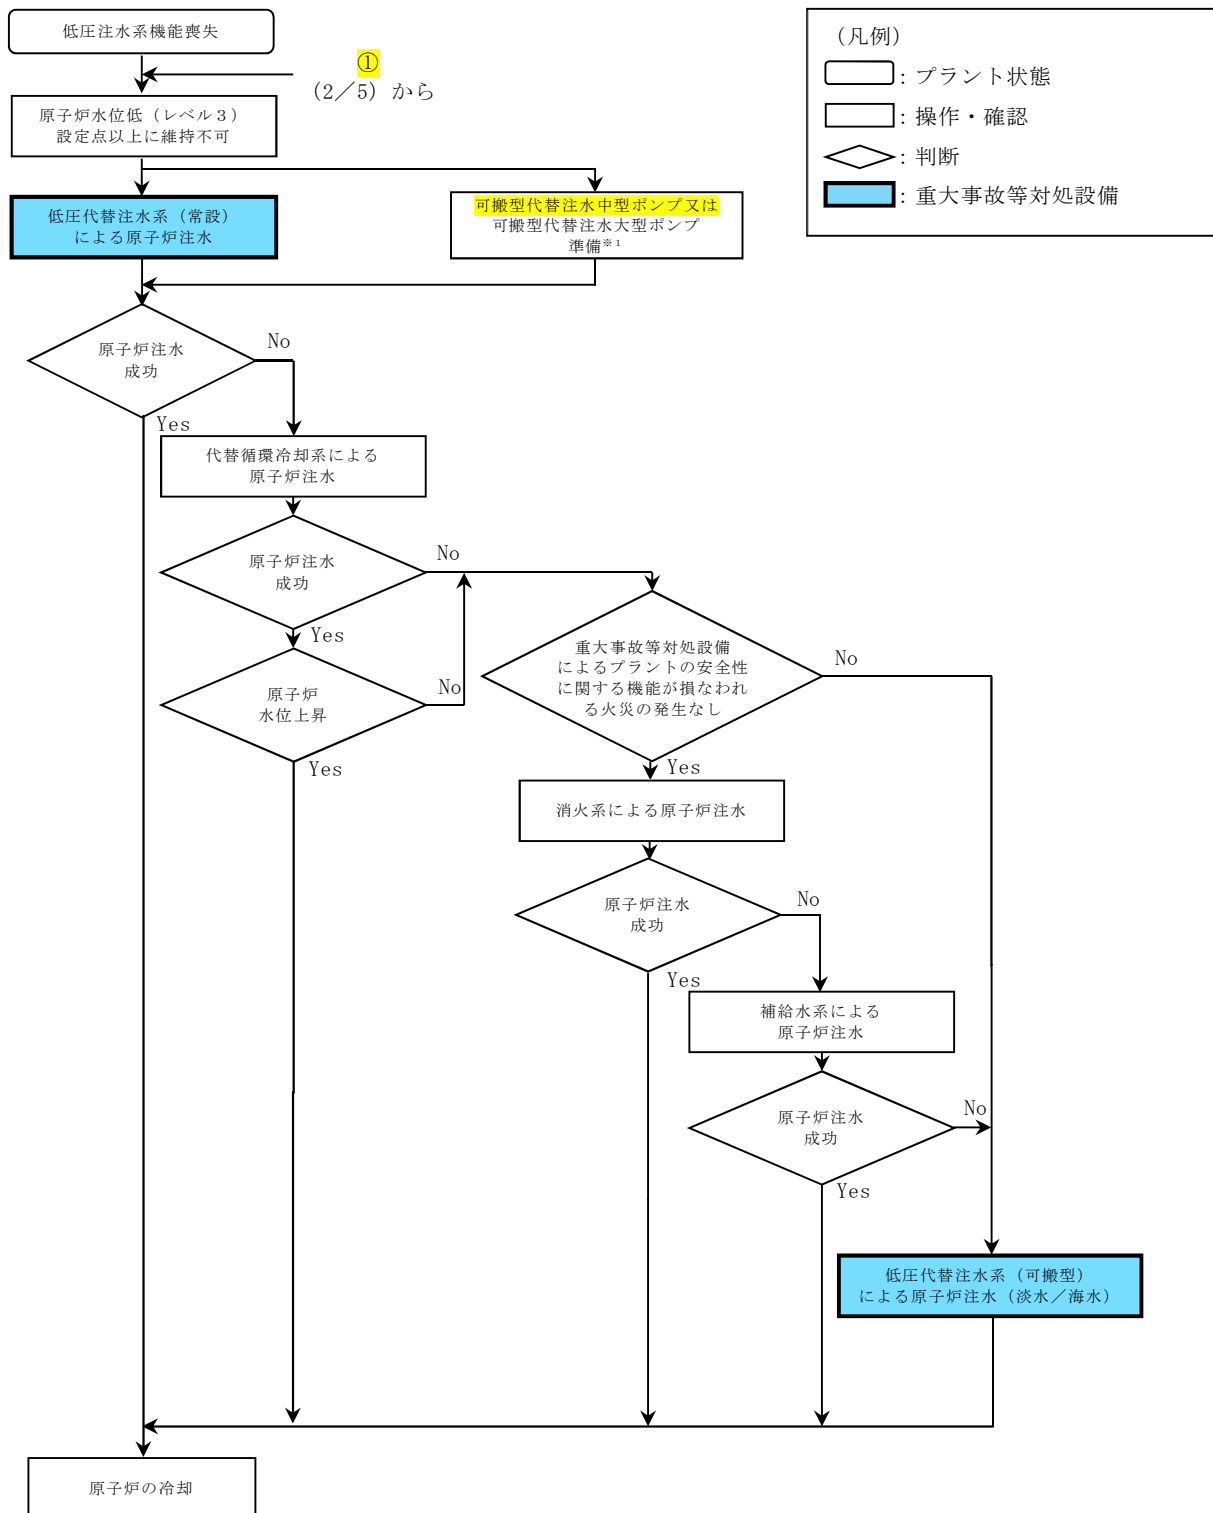 低圧注水系機能喪失
①
(2/5)から
原子炉水位低(レベル3)
設定点以上に維持不可
低圧代替注水系(常設)
による原子炉注水
可搬型代替注水中型ポンプ又は
可搬型代替注水大型ポンプ
準備※1
(凡例)
:プラント状態
:操作・確認
:判断
:重大事故等対処設備
原子炉注水
成功
No
Yes
代替循環冷却系による
原子炉注水
原子炉注水
成功
No
Yes
原子炉
水位上昇
No
Yes
重大事故等対処設備
によるプラントの安全性
に関する機能が損なわれ
る火災の発生なし
No
Yes
消火系による原子炉注水
原子炉注水
成功
No
Yes
補給水系による
原子炉注水
原子炉注水
成功
No
Yes
低圧代替注水系(可搬型)
による原子炉注水(淡水/海水)
原子炉の冷却